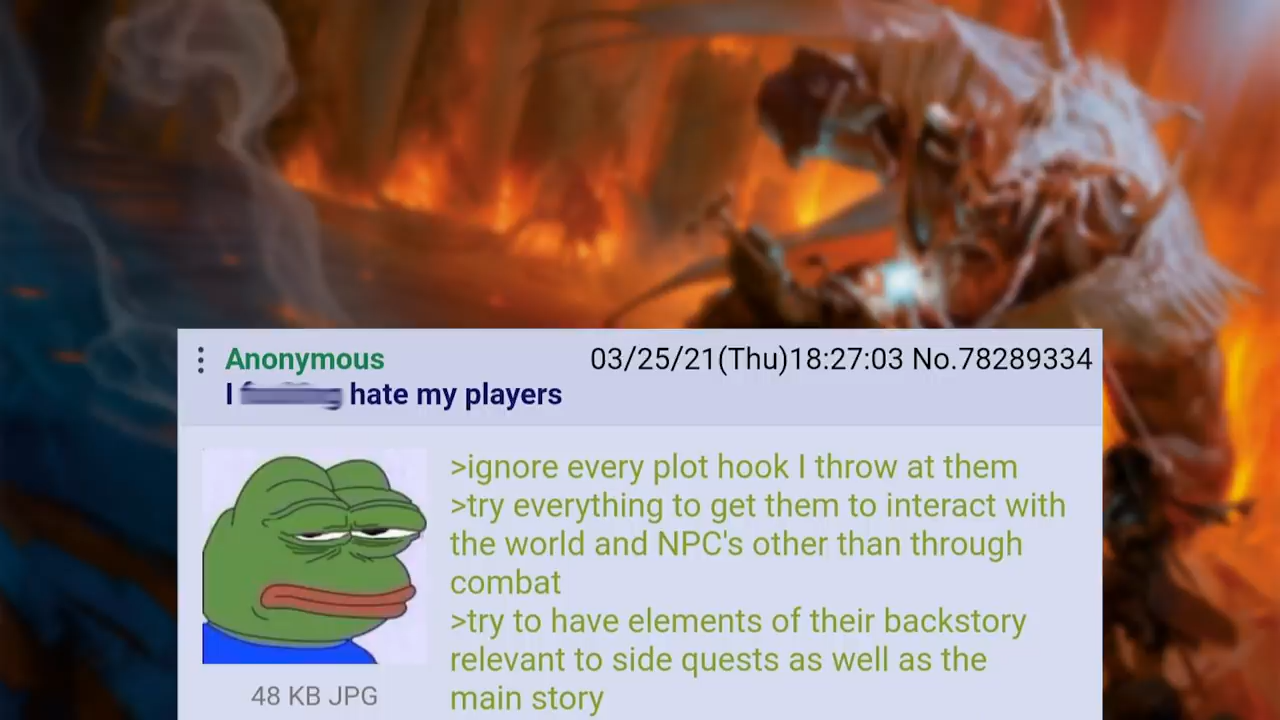 Anonymous 03/25/21(Thu)18:27:03 No.78289334
I hate my players
>ignore every plot hook I throw at them
>try everything to get them to interact with
the world and NPC's other than through
combat
>try to have elements of their backstory
relevant to side quests as well as the
main story
48 KB JPG